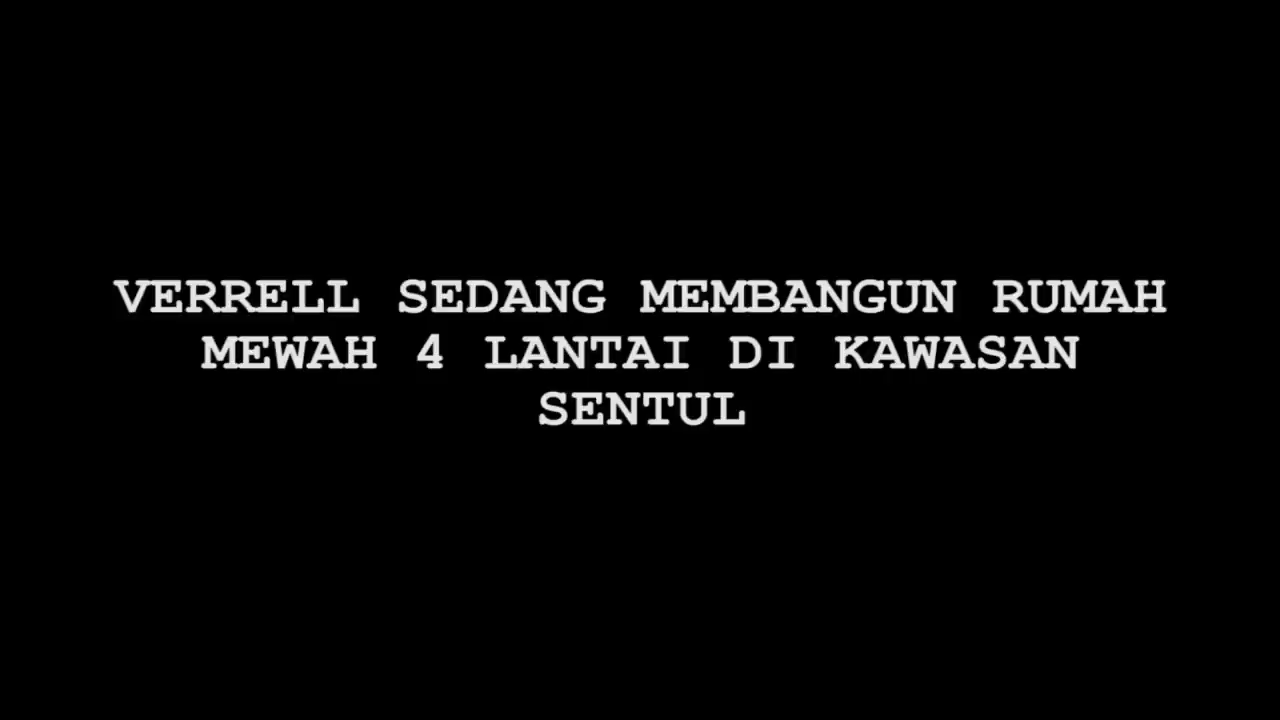 VERRELL SEDANG MEMBANGUN RUMAH
MEWAH 4 LANTAI DI KAWASAN
SENTUL